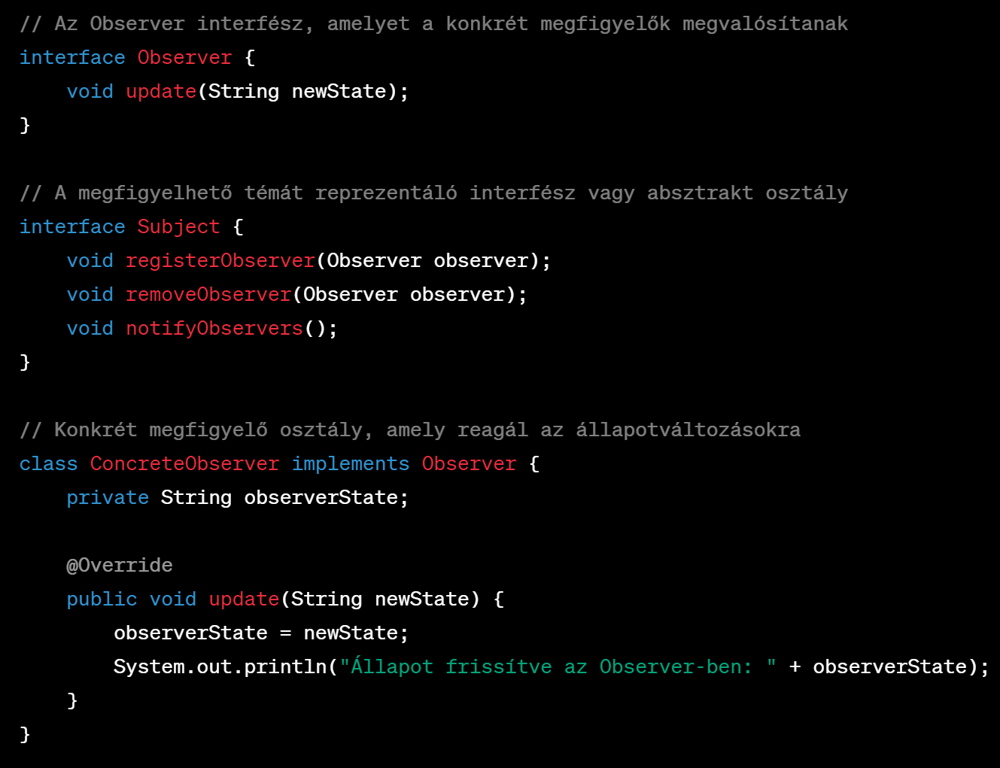 // Az Observer interfész, amelyet a konkrét megfigyelők megvalósítanak
interface Observer {
    void update(String newState);
}

// A megfigyelhető témát reprezentáló interfész vagy absztrakt osztály
interface Subject {
    void registerObserver(Observer observer);
    void removeObserver(Observer observer);
    void notifyObservers();
}

// Konkrét megfigyelő osztály, amely reagál az állapotváltozásokra
class ConcreteObserver implements Observer {
    private String observerState;

    @Override
    public void update(String newState) {
        observerState = newState;
        System.out.println("Állapot frissítve az Observer-ben: " + observerState);
    }
}